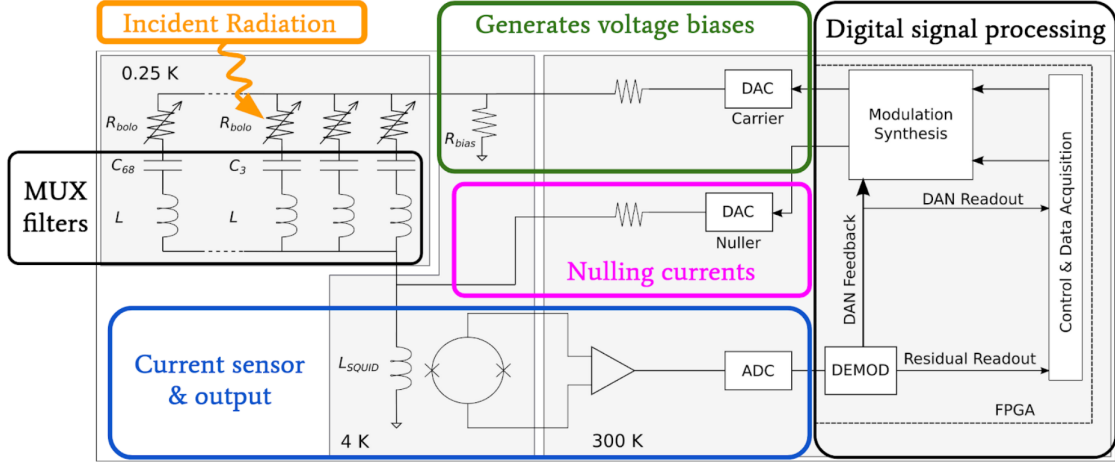 Incident Radiation
Generates voltage biases
Digital signal processing
0.25 K
DAC
Carrier
Modulation
Synthesis
R_bolo
R_bolo
R_bias
C_68
C_3
MUX
filters
L
L
DAC
Nuller
Nulling currents
DAN Readout
DAN Feedback
Control & Data Acquisition
Current sensor
& output
L_SQUID
ADC
DEMOD
Residual Readout
FPGA
4 K
300 K